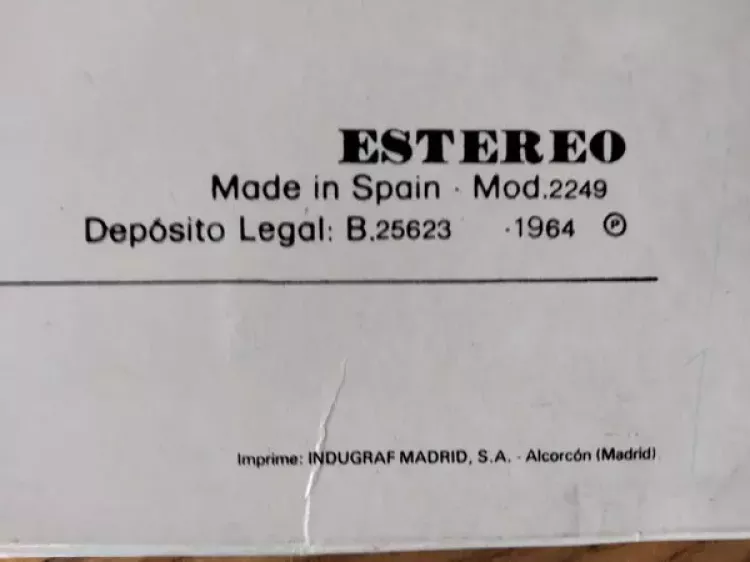 ESTEREO
Made in Spain · Mod.2249
Depósito Legal: B.25623 ·1964 ℗
Imprime: INDUGRAF MADRID, S.A. - Alcorcón (Madrid)